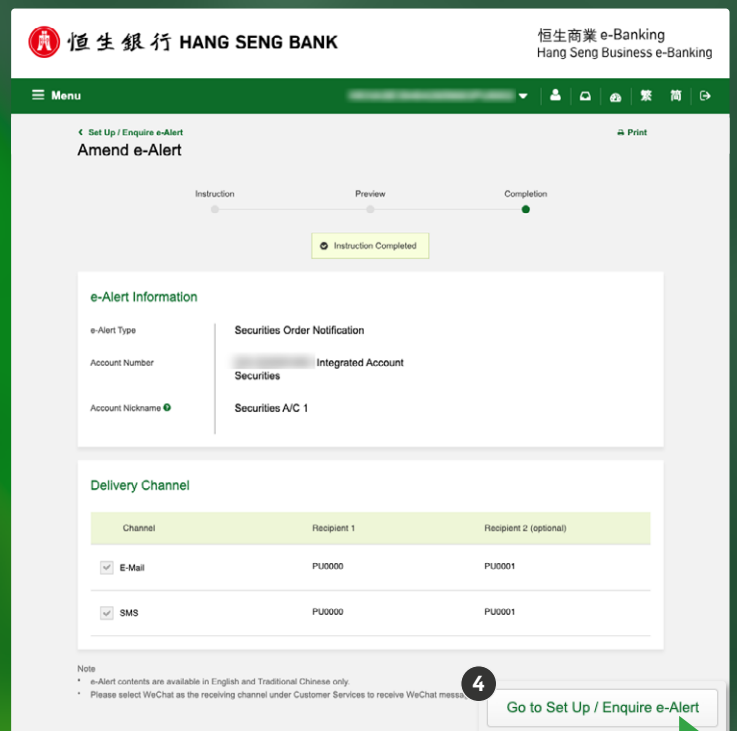 恒生銀行 HANG SENG BANK
恒生商業 e-Banking
Hang Seng Business e-Banking
Menu
繁 简
Set Up / Enquire e-Alert
Print
Amend e-Alert
Instruction Preview Completion
Instruction Completed
e-Alert Information
e-Alert Type Securities Order Notification
Account Number Integrated Account
Securities
Account Nickname Securities A/C 1
Delivery Channel
Channel Recipient 1 Recipient 2 (optional)
E-Mail PU0000 PU0001
SMS PU0000 PU0001
Note
e-Alert contents are available in English and Traditional Chinese only.
Please select WeChat as the receiving channel under Customer Services to receive WeChat
4
Go to Set Up / Enquire e-Alert